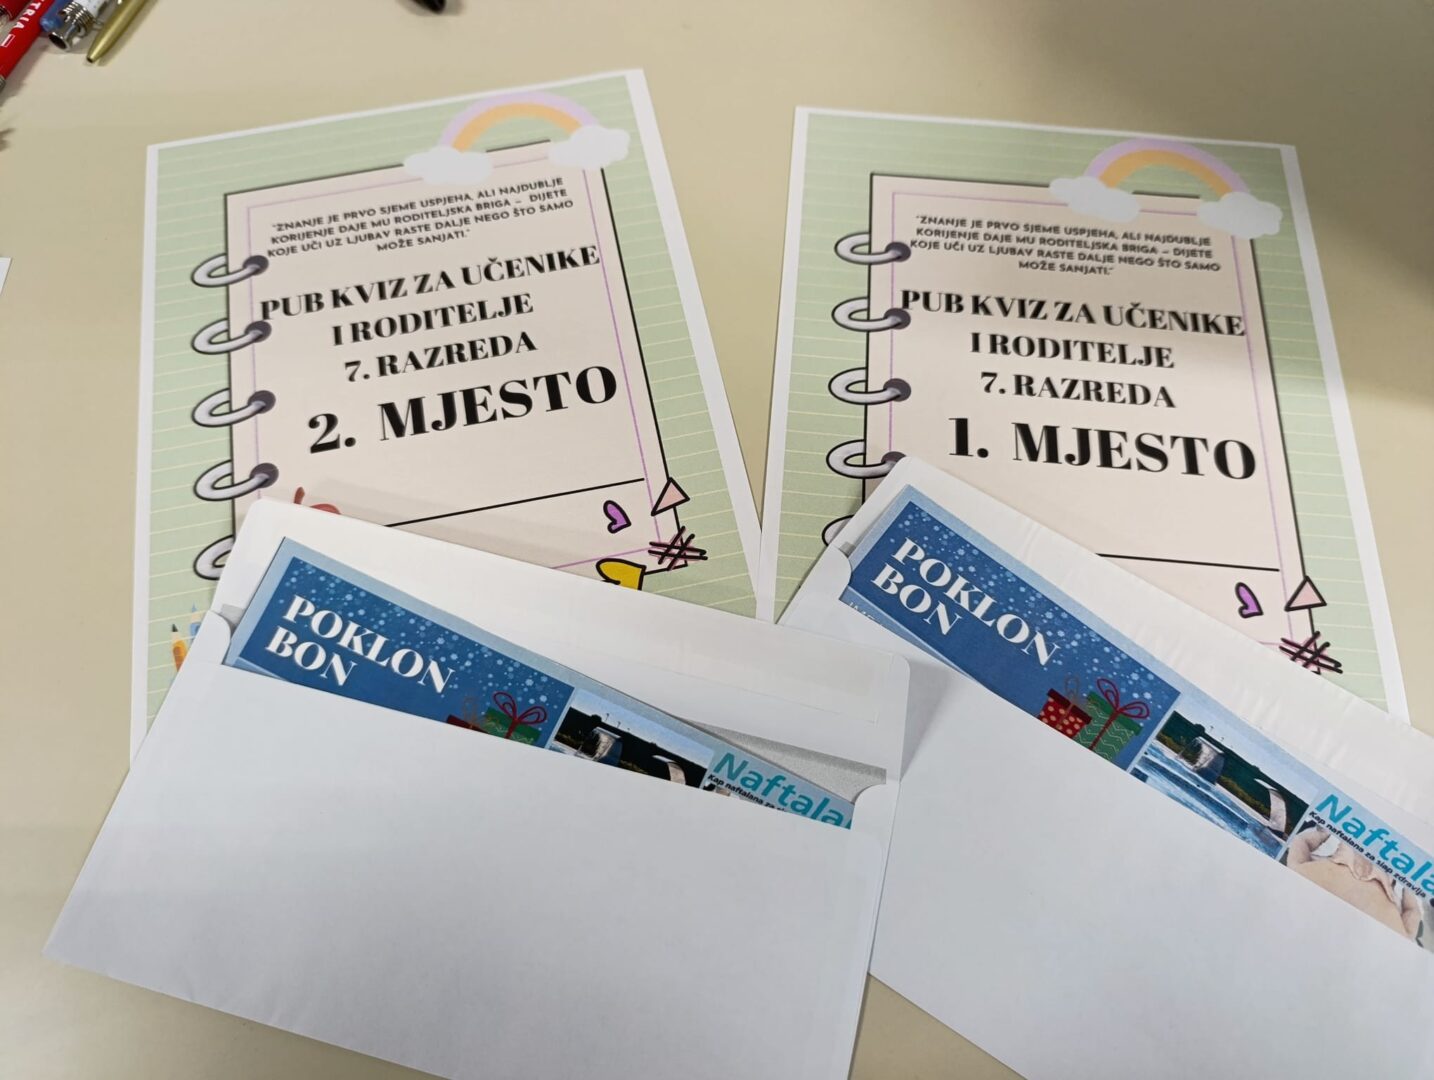 "ZNANJE JE PRVO SJEME USPJEHA, ALI NAJDUBLJE
KORIJENJE DAJE MU RODITELJSKA BRIGA – DIJETE
KOJE UČI UZ LJUBAV RASTE DALJE NEGO ŠTO SAMO
MOŽE SANJATI."
PUB KVIZ ZA UČENIKE
I RODITELJE
7. RAZREDA
2. MJESTO
"ZNANJE JE PRVO SJEME USPJEHA, ALI NAJDUBLJE
KORIJENJE DAJE MU RODITELJSKA BRIGA – DIJETE
KOJE UČI UZ LJUBAV RASTE DALJE NEGO ŠTO SAMO
MOŽE SANJATI."
PUB KVIZ ZA UČENIKE
I RODITELJE
7. RAZREDA
1. MJESTO
POKLON
BON
Naftala
Kap naftalana za
POKLON
BON
Naftala
Kap naftalana za slap zdravlja